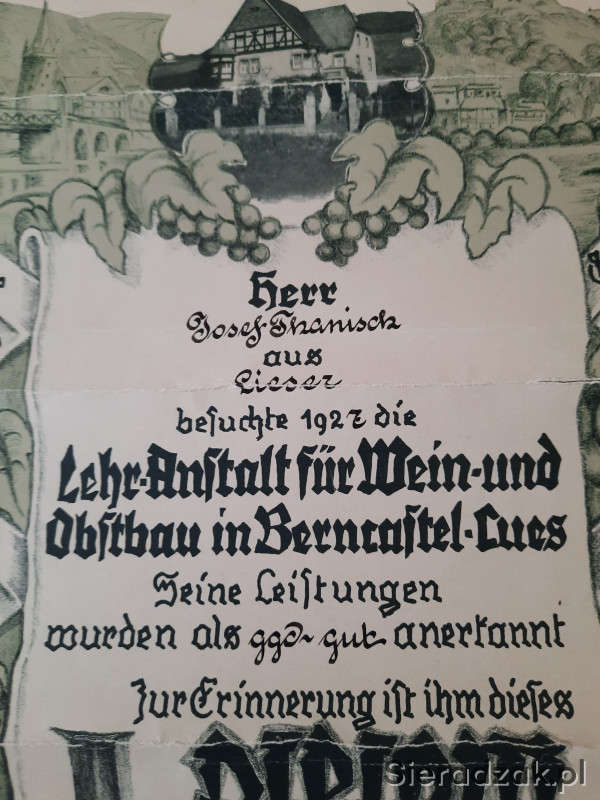 Herr
Josef Thanisch
aus
Lieser
besuchte 1927 die
Lehr-Anstalt für Wein-und
Obstbau in Berncastel-Cues
Seine Leistungen
wurden als gut anerkannt
Zur Erinnerung ist ihm dieses
Diplom
Sieradzak.pl